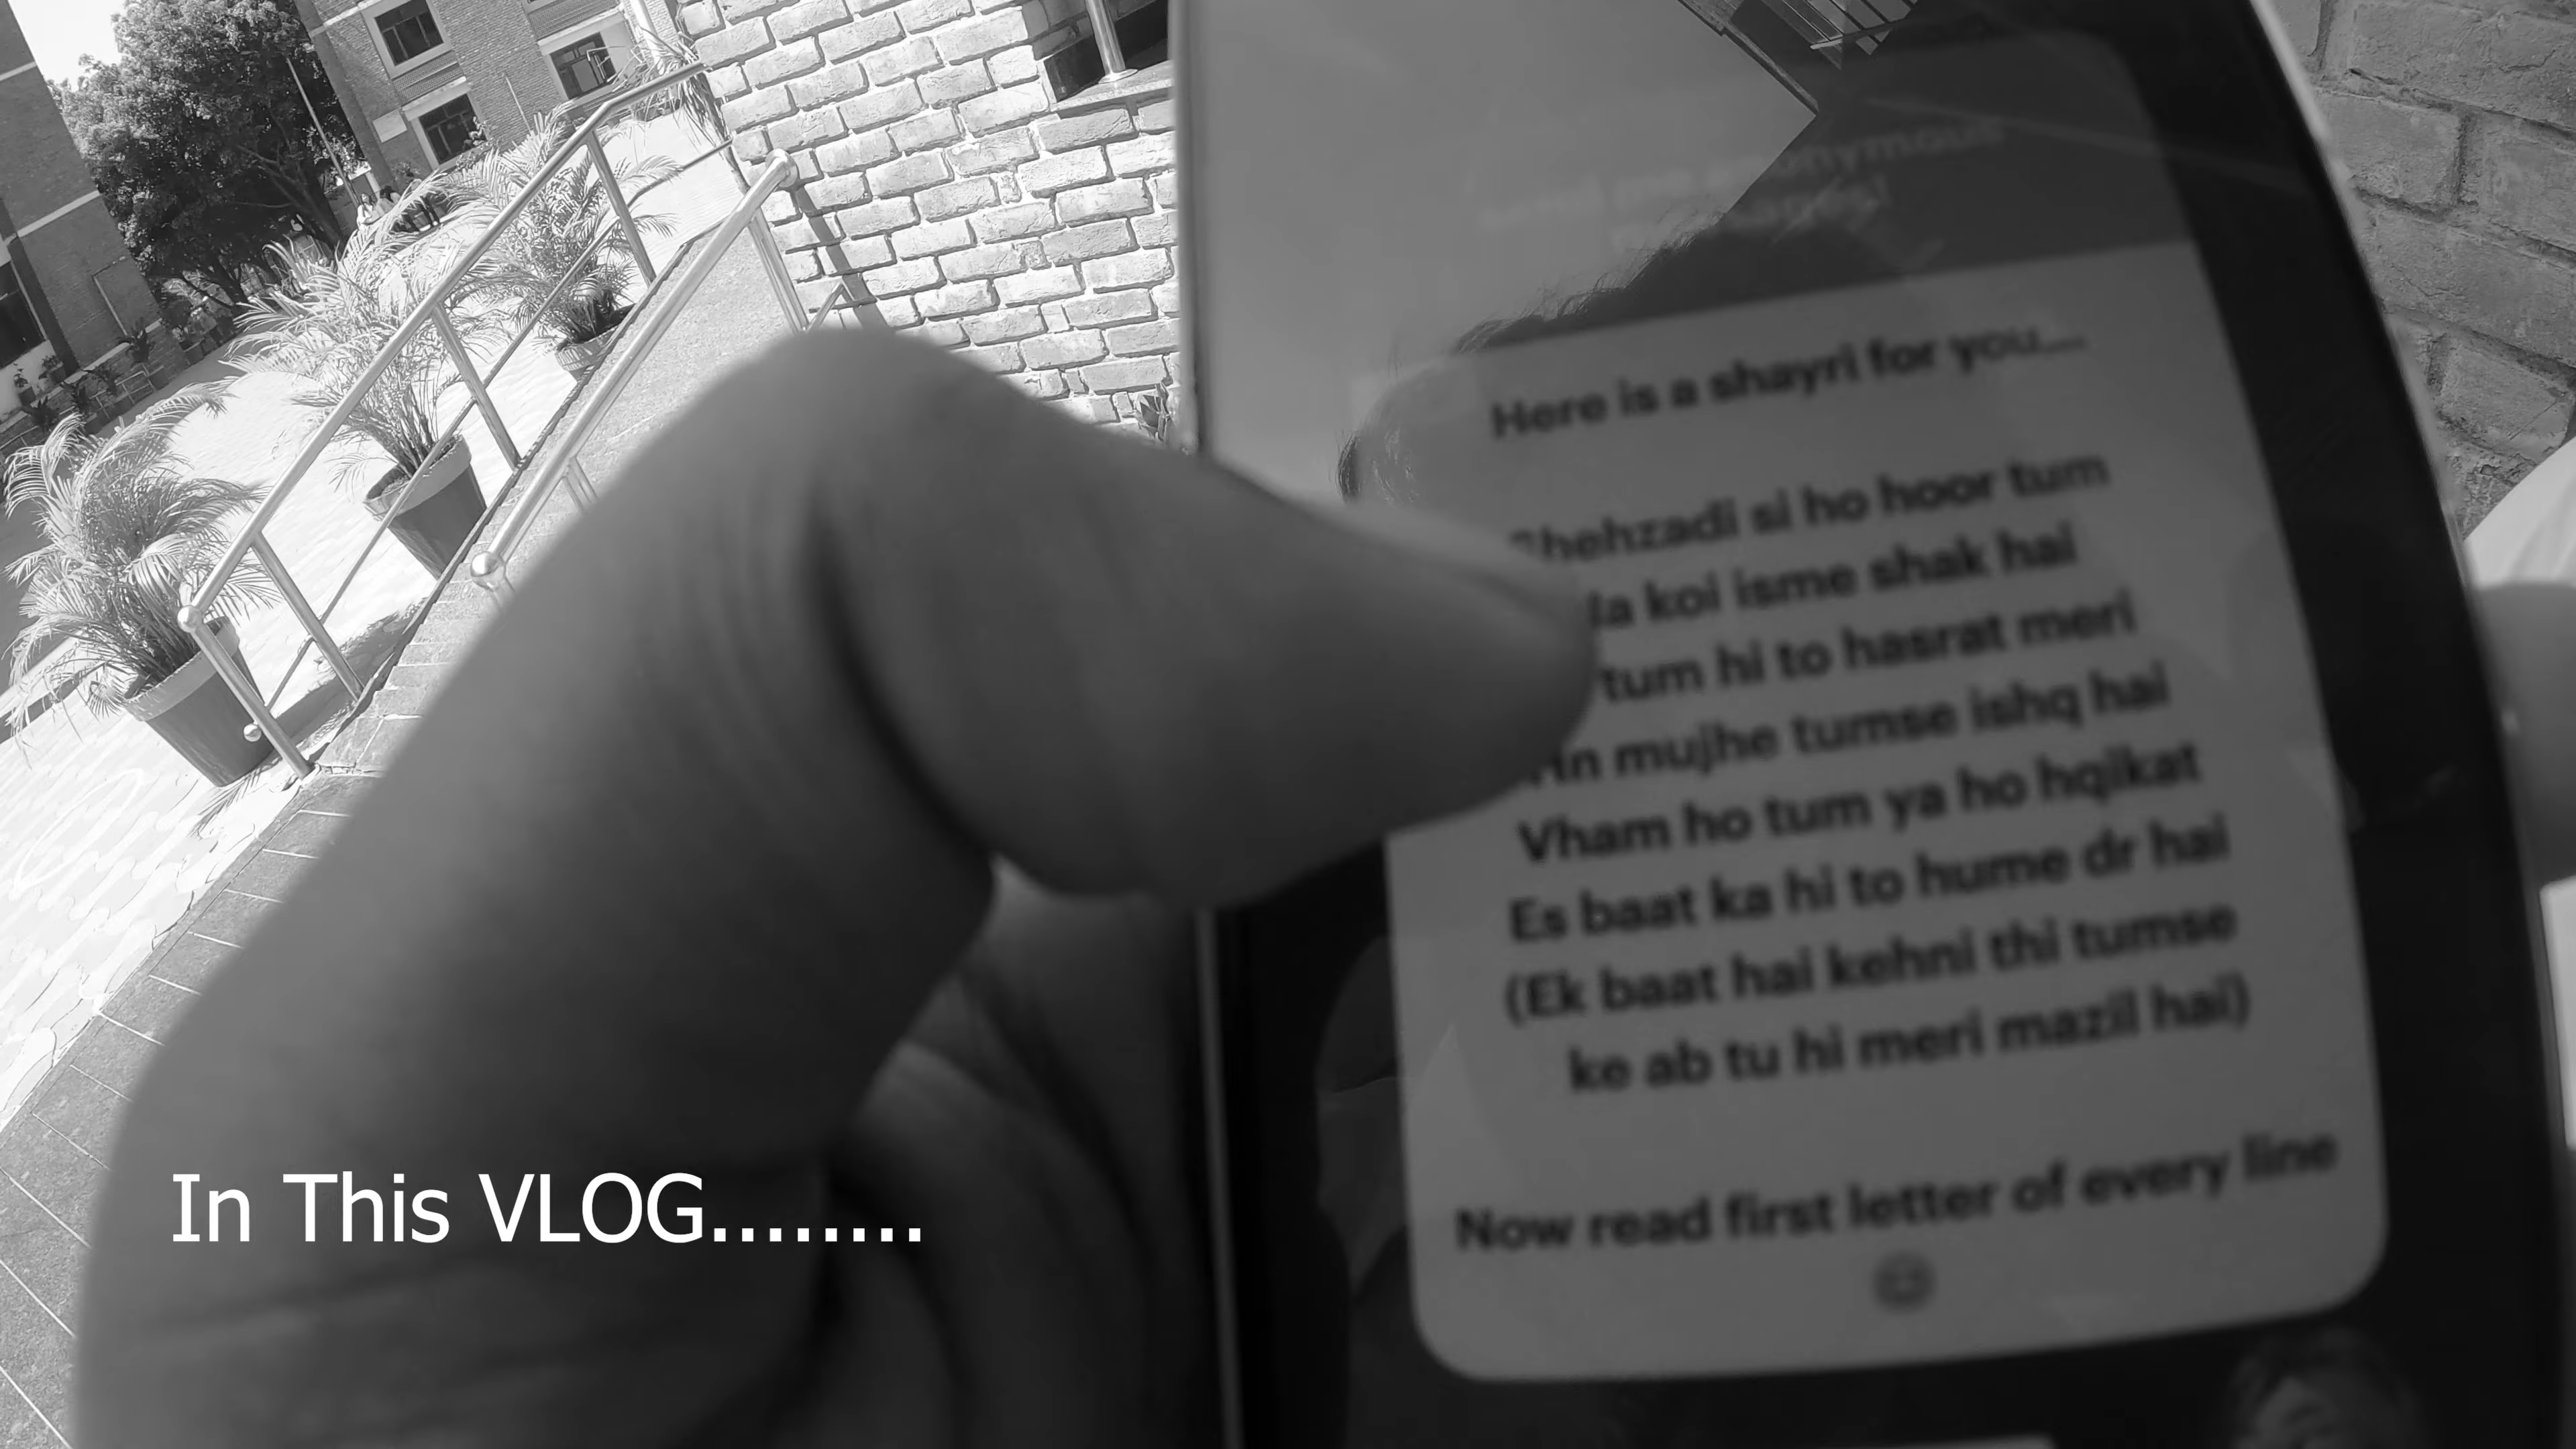 Here is a shayri for you....
si ho hoor tum
koi isme shak hai
tum hi to hasrat meri
mujhe tumse ishq hai
Vham ho tum ya ho hqikat
Es baat ka hi to hume dr hai
(Ek baat hai kehni thi tumse
ke ab tu hi meri mazil hai)
Now read first letter of every line
In This VLOG........